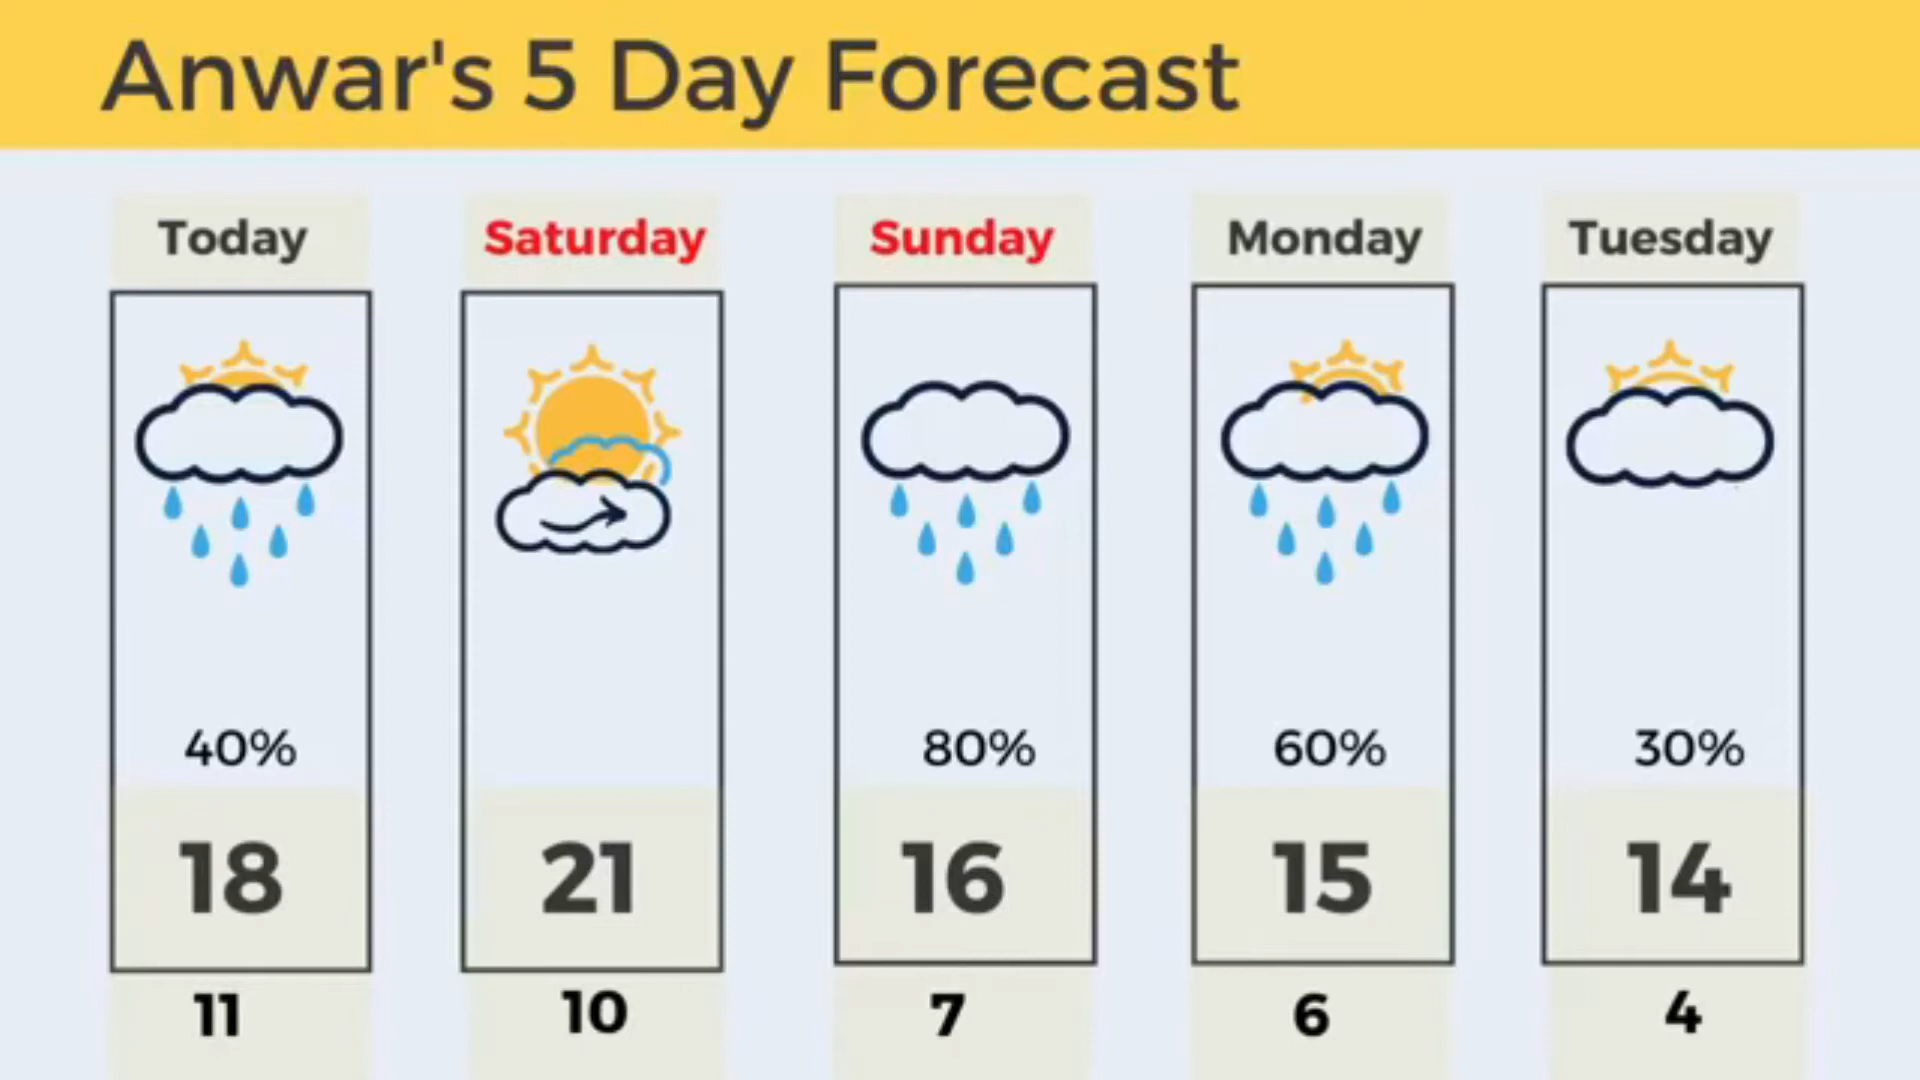 Anwar's 5 Day Forecast
Today Saturday Sunday Monday Tuesday
40% 80% 60% 30%
18 21 16 15 14
11 10 7 6 4